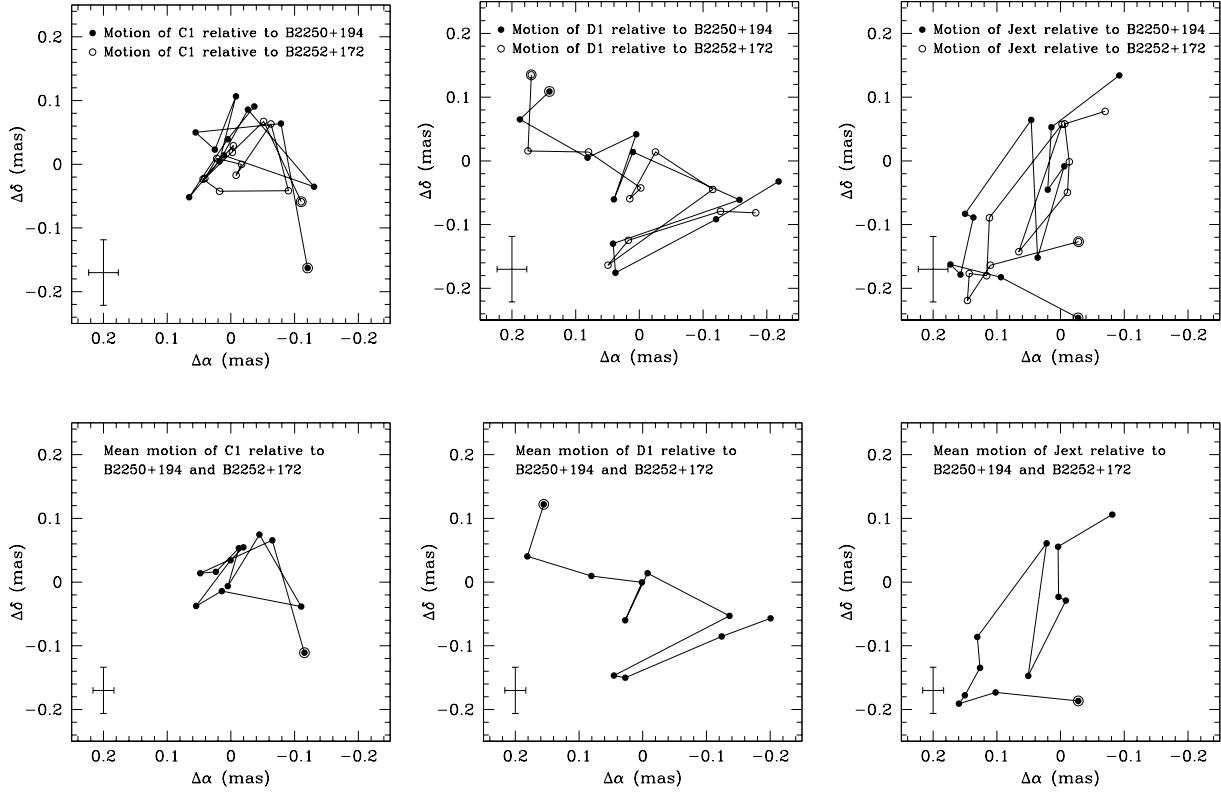 Motion of C1 relative to B2250+194
Motion of C1 relative to B2252+172
0.2
0.1
0
−0.1
−0.2
Δδ (mas)
0.2 0.1 0 −0.1 −0.2
Δα (mas)
Motion of D1 relative to B2250+194
Motion of D1 relative to B2252+172
0.2
0.1
0
−0.1
−0.2
Δδ (mas)
0.2 0.1 0 −0.1 −0.2
Δα (mas)
Motion of Jext relative to B2250+194
Motion of Jext relative to B2252+172
0.2
0.1
0
−0.1
−0.2
Δδ (mas)
0.2 0.1 0 −0.1 −0.2
Δα (mas)
Mean motion of C1 relative to
B2250+194 and B2252+172
0.2
0.1
0
−0.1
−0.2
Δδ (mas)
0.2 0.1 0 −0.1 −0.2
Δα (mas)
Mean motion of D1 relative to
B2250+194 and B2252+172
0.2
0.1
0
−0.1
−0.2
Δδ (mas)
0.2 0.1 0 −0.1 −0.2
Δα (mas)
Mean motion of Jext relative to
B2250+194 and B2252+172
0.2
0.1
0
−0.1
−0.2
Δδ (mas)
0.2 0.1 0 −0.1 −0.2
Δα (mas)